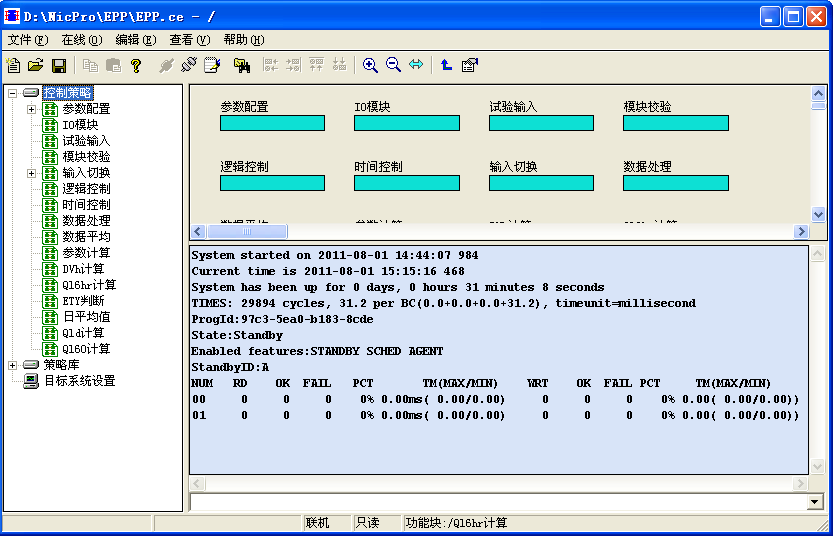 D:\NicPro\EPP\EPP.ce - /
文件(F) 在线(O) 编辑(E) 查看(V) 帮助(H)
控制策略
参数配置
IO模块
试验输入
模块校验
输入切换
逻辑控制
时间控制
数据处理
数据平均
参数计算
DVh计算
Q16hr计算
ETY判断
日平均值
Q1d计算
Q16O计算
策略库
目标系统设置
参数配置 IO模块 试验输入 模块校验
逻辑控制 时间控制 输入切换 数据处理
System started on 2011-08-01 14:44:07 984
Current time is 2011-08-01 15:15:16 468
System has been up for 0 days, 0 hours 31 minutes 8 seconds
TIMES: 29894 cycles, 31.2 per BC(0.0+0.0+0.0+31.2), timeunit=millisecond
ProgId:97c3-5ea0-b183-8cde
State:Standby
Enabled features:STANDBY SCHED AGENT
StandbyID:A
NUM RD OK FAIL PCT TM(MAX/MIN) WRT OK FAIL PCT TM(MAX/MIN)
00 0 0 0 0% 0.00ms( 0.00/0.00) 0 0 0 0% 0.00( 0.00/0.00))
01 0 0 0 0% 0.00ms( 0.00/0.00) 0 0 0 0% 0.00( 0.00/0.00))
联机 只读 功能块:/Q16hr计算